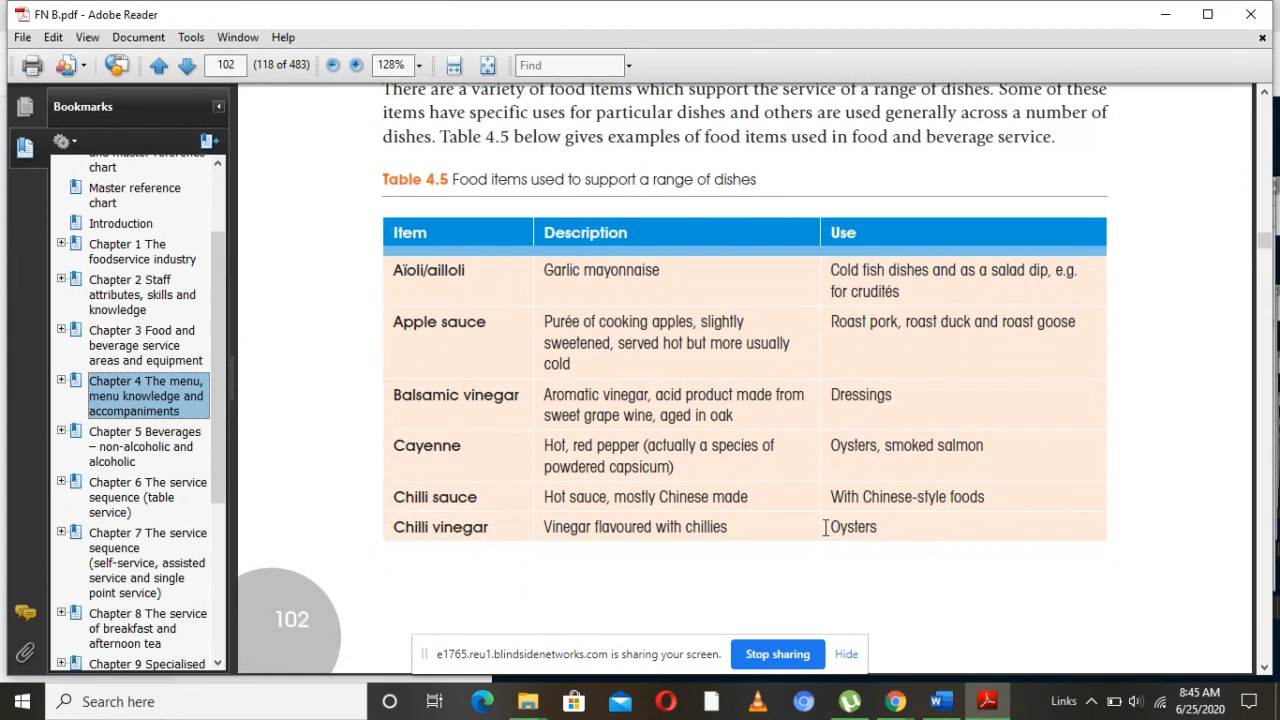 FN B.pdf - Adobe Reader
File Edit View Document Tools Window Help
102 (118 of 483) 128% Find
Bookmarks
and master reference
chart
Master reference
chart
Introduction
Chapter 1 The
foodservice industry
Chapter 2 Staff
attributes, skills and
knowledge
Chapter 3 Food and
beverage service
areas and equipment
Chapter 4 The menu,
menu knowledge and
accompaniments
Chapter 5 Beverages
– non-alcoholic and
alcoholic
Chapter 6 The service
sequence (table
service)
Chapter 7 The service
sequence
(self-service, assisted
service and single
point service)
Chapter 8 The service
of breakfast and
afternoon tea
Chapter 9 Specialised
There are a variety of food items which support the service of a range of dishes. Some of these
items have specific uses for particular dishes and others are used generally across a number of
dishes. Table 4.5 below gives examples of food items used in food and beverage service.
Table 4.5 Food items used to support a range of dishes
Item Description Use
Aïoli/ailloli Garlic mayonnaise Cold fish dishes and as a salad dip, e.g.
for crudités
Apple sauce Purée of cooking apples, slightly Roast pork, roast duck and roast goose
sweetened, served hot but more usually
cold
Balsamic vinegar Aromatic vinegar, acid product made from Dressings
sweet grape wine, aged in oak
Cayenne Hot, red pepper (actually a species of Oysters, smoked salmon
powdered capsicum)
Chilli sauce Hot sauce, mostly Chinese made With Chinese-style foods
Chilli vinegar Vinegar flavoured with chillies Oysters
102
e1765.reu1.blindsidenetworks.com is sharing your screen. Stop sharing Hide
Search here Links 8:45 AM
6/25/2020